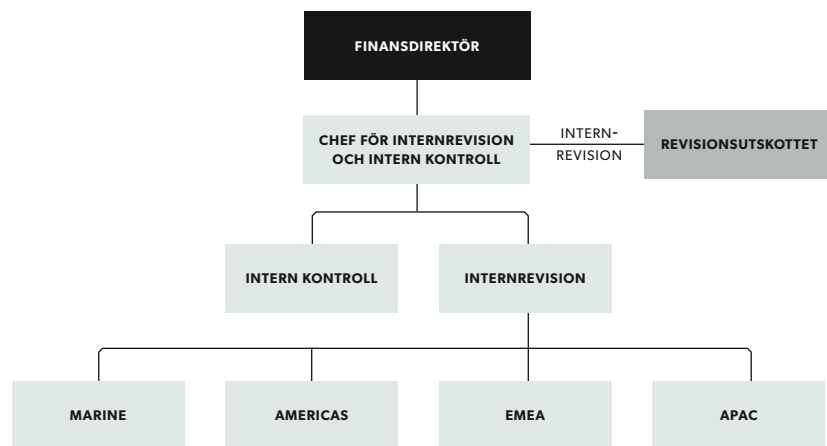 FINANSDIREKTÖR
CHEF FÖR INTERNREVISION
OCH INTERN KONTROLL
INTERN-
REVISION
REVISIONSUTSKOTTET
INTERN KONTROLL
INTERNREVISION
MARINE
AMERICAS
EMEA
APAC